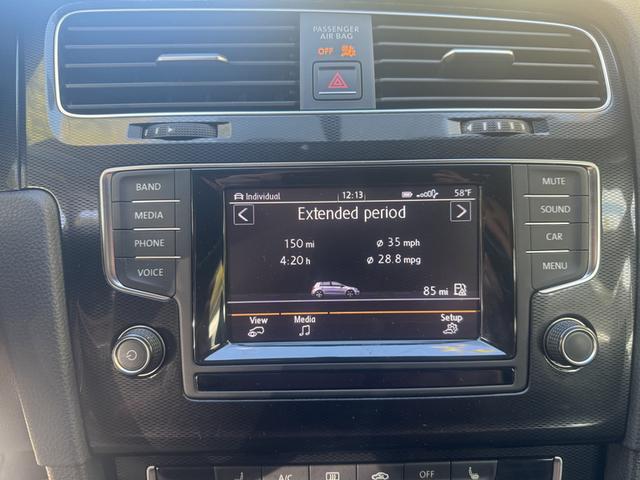 PASSENGER
AIR BAG
OFF
BAND
MEDIA
PHONE
VOICE
Individual 12:13 58°F
Extended period
150 mi ø 35 mph
4:20 h ø 28.8 mpg
85 mi
View Media Setup
MUTE
SOUND
CAR
MENU
A/C OFF